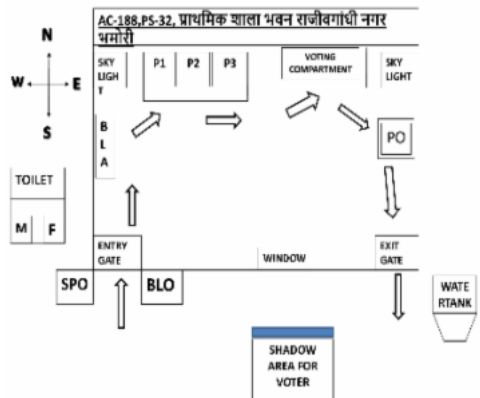 AC-188,PS-32, प्राथमिक शाला भवन राजीवगांधी नगर
भमोरी
N
W
E
S
SKY
LIGH
T
P1
P2
P3
VOTING
COMPARTMENT
SKY
LIGHT
B
L
A
PO
TOILET
M
F
ENTRY
GATE
WINDOW
EXIT
GATE
SPO
BLO
WATE
RTANK
SHADOW
AREA FOR
VOTER